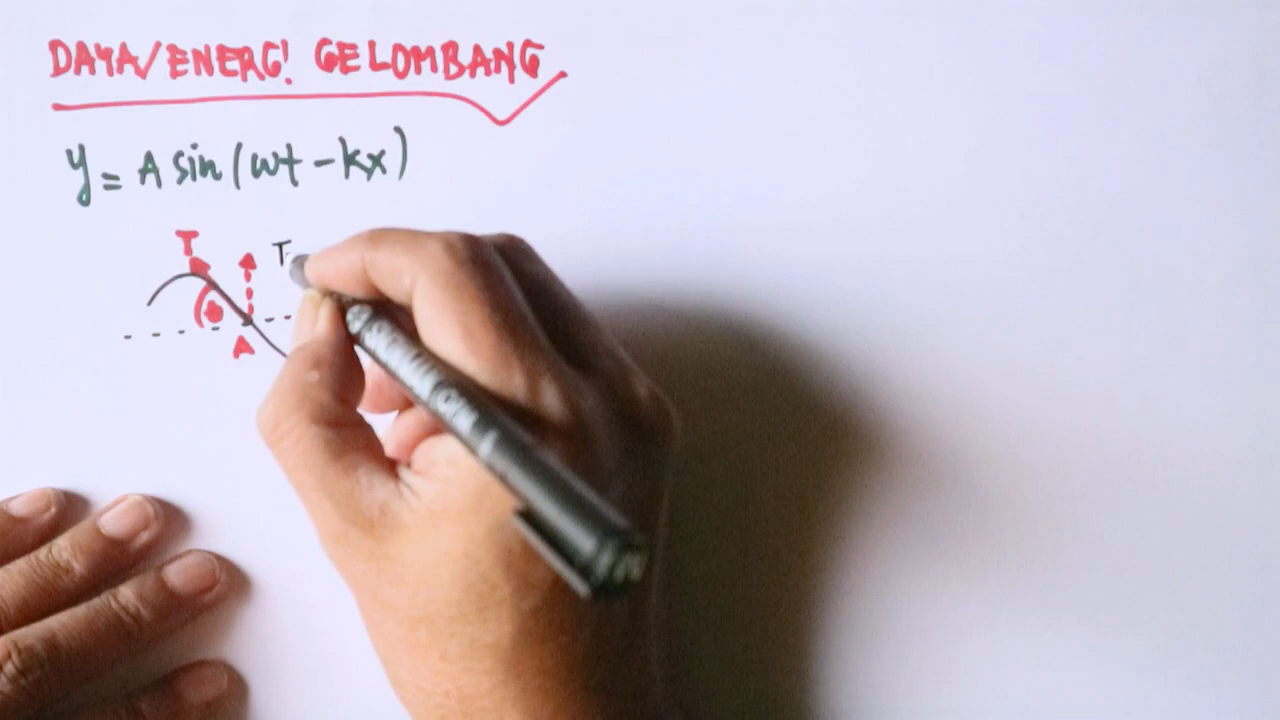 DAYA/ENERGI GELOMBANG
y = A sin (ωt - kx)
T
T
θ
A